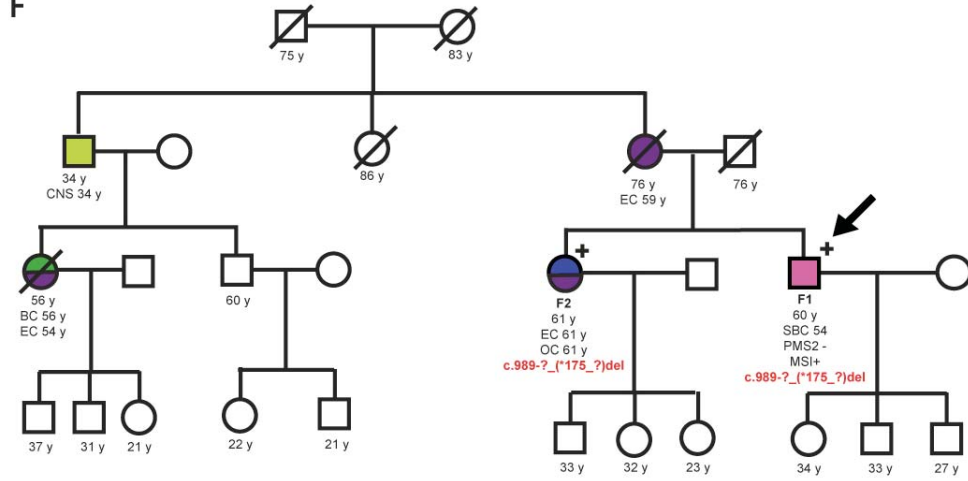 F
75 y
83 y
34 y
CNS 34 y
86 y
76 y
EC 59 y
76 y
56 y
BC 56 y
EC 54 y
60 y
+
F2
61 y
EC 61 y
OC 61 y
c.989-?_(*175_?)del
+
F1
60 y
SBC 54
PMS2 -
MSI+
c.989-?_(*175_?)del
37 y
31 y
21 y
22 y
21 y
33 y
32 y
23 y
34 y
33 y
27 y